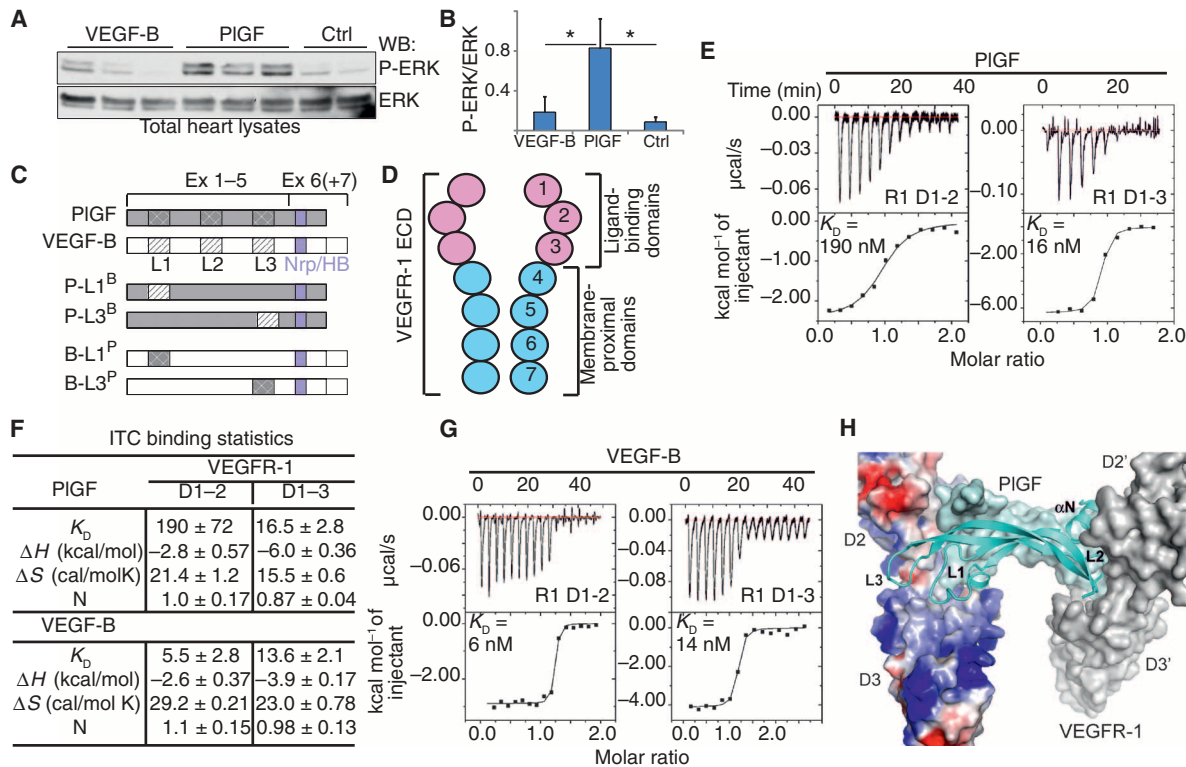 A
VEGF-B PlGF Ctrl
WB:
P-ERK
ERK
Total heart lysates
B
P-ERK/ERK
0.8
0.4
* *
VEGF-B PlGF Ctrl
C
Ex 1–5 Ex 6(+7)
PlGF
VEGF-B
L1 L2 L3 Nrp/HB
P-L1B
P-L3B
B-L1P
B-L3P
D
VEGFR-1 ECD
1
2
3
4
5
6
7
Ligand-binding domains
Membrane-proximal domains
E
PlGF
Time (min) 0 20 40 0 20
µcal/s
0.00
–0.03
–0.06
R1 D1-2
0.00
–0.10
R1 D1-3
kcal mol–1 of injectant
0.00
–1.00
–2.00
KD = 190 nM
–2.00
–6.00
KD = 16 nM
0.0 1.0 2.0 0.0 1.0 2.0
Molar ratio
F
ITC binding statistics
VEGFR-1
PlGF D1–2 D1–3
KD 190 ± 72 16.5 ± 2.8
ΔH (kcal/mol) –2.8 ± 0.57 –6.0 ± 0.36
ΔS (cal/molK) 21.4 ± 1.2 15.5 ± 0.6
N 1.0 ± 0.17 0.87 ± 0.04
VEGF-B
KD 5.5 ± 2.8 13.6 ± 2.1
ΔH (kcal/mol) –2.6 ± 0.37 –3.9 ± 0.17
ΔS (cal/mol K) 29.2 ± 0.21 23.0 ± 0.78
N 1.1 ± 0.15 0.98 ± 0.13
G
VEGF-B
0 20 40 0 20 40
µcal/s
0.00
–0.06
R1 D1-2
0.00
–0.04
–0.08
R1 D1-3
kcal mol–1 of injectant
0.00
–2.00
KD = 6 nM
0.00
–2.00
–4.00
KD = 14 nM
0.0 1.0 2.0 0.0 1.0 2.0
Molar ratio
H
D2'
PlGF
αN
D2
L3
L1
L2
D3
D3'
VEGFR-1